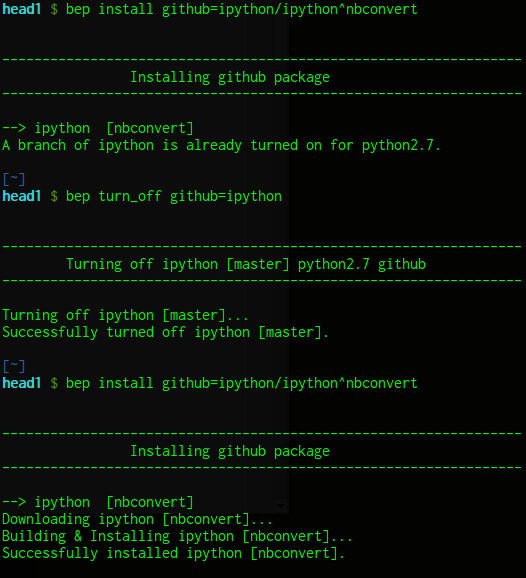 head1 $ bep install github=ipython/ipython^nbconvert
-----------------------------------------------------------------
Installing github package
-----------------------------------------------------------------
--> ipython  [nbconvert]
A branch of ipython is already turned on for python2.7.
[~]
head1 $ bep turn_off github=ipython
-----------------------------------------------------------------
Turning off ipython [master] python2.7 github
-----------------------------------------------------------------
Turning off ipython [master]...
Successfully turned off ipython [master].
[~]
head1 $ bep install github=ipython/ipython^nbconvert
-----------------------------------------------------------------
Installing github package
-----------------------------------------------------------------
--> ipython  [nbconvert]
Downloading ipython [nbconvert]...
Building & Installing ipython [nbconvert]...
Successfully installed ipython [nbconvert].